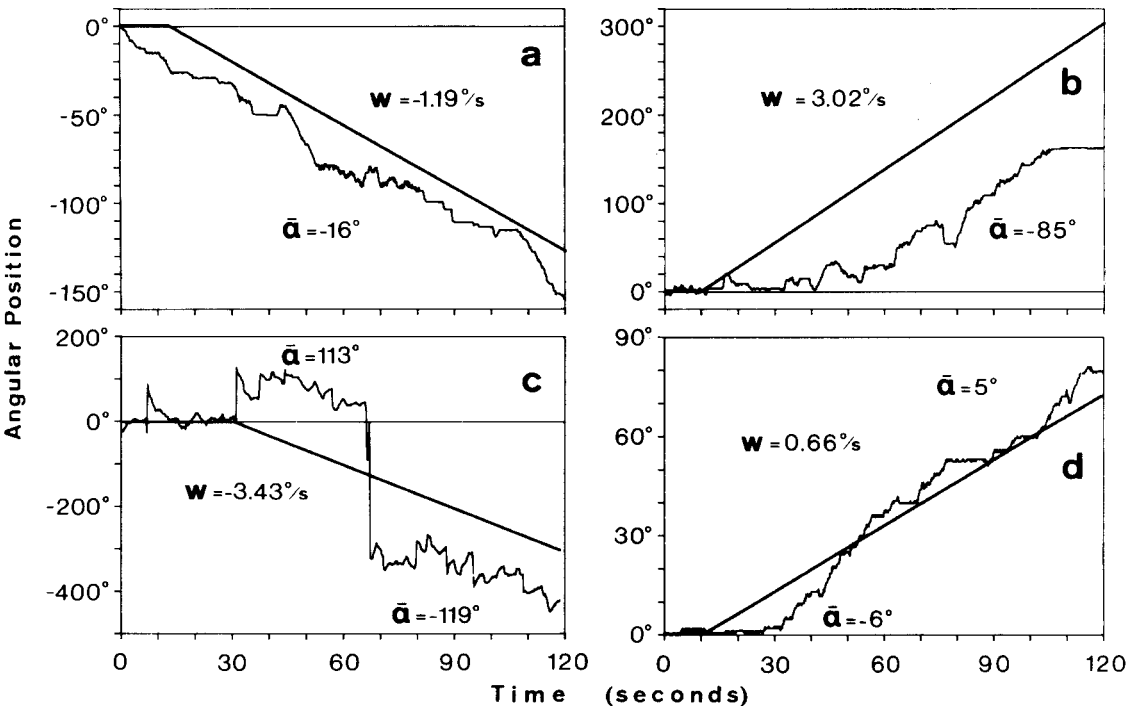 Angular Position
0°
-50°
-100°
-150°
a
w = -1.19°/s
ā = -16°
300°
200°
100°
0°
b
w = 3.02°/s
ā = -85°
200°
0°
-200°
-400°
0 30 60 90 120
c
ā = 113°
w = -3.43°/s
ā = -119°
90°
60°
30°
0°
0 30 60 90 120
d
ā = 5°
w = 0.66°/s
ā = -6°
Time (seconds)